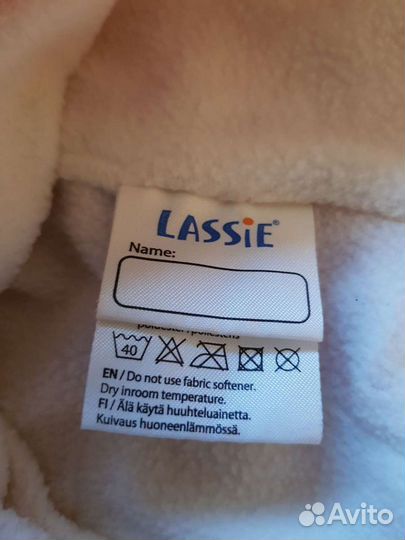 LASSiE®
Name:
40
EN / Do not use fabric softener.
Dry inroom temperature.
FI / Älä käytä huuhteluainetta.
Kuivaus huoneenlämmössä.
Avito